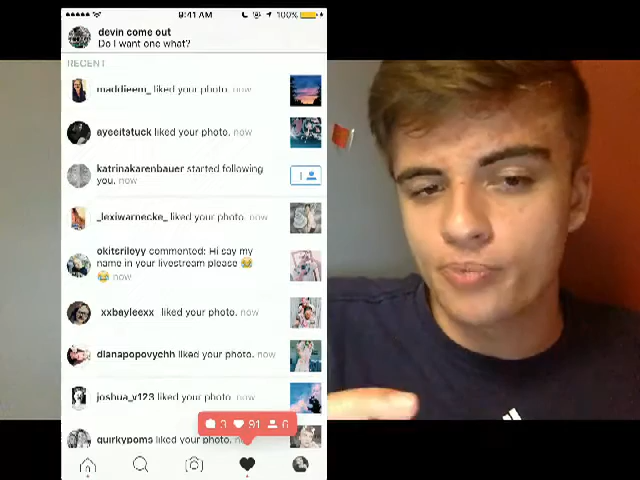 9:41 AM 100%
devin come out
Do I want one what?
RECENT
maddieem_ liked your photo. now
ayceitstuck liked your photo. now
katrinakarenbauer started following
you. now
_lexiwarnecke_ liked your photo. now
okitsrileyy commented: Hi say my
name in your livestream please 😂
😂 now
xxbayleexx liked your photo. now
dianapopovychh liked your photo. now
joshua_v123 liked your photo. now
3 91 6
quirkypoms liked your photo.